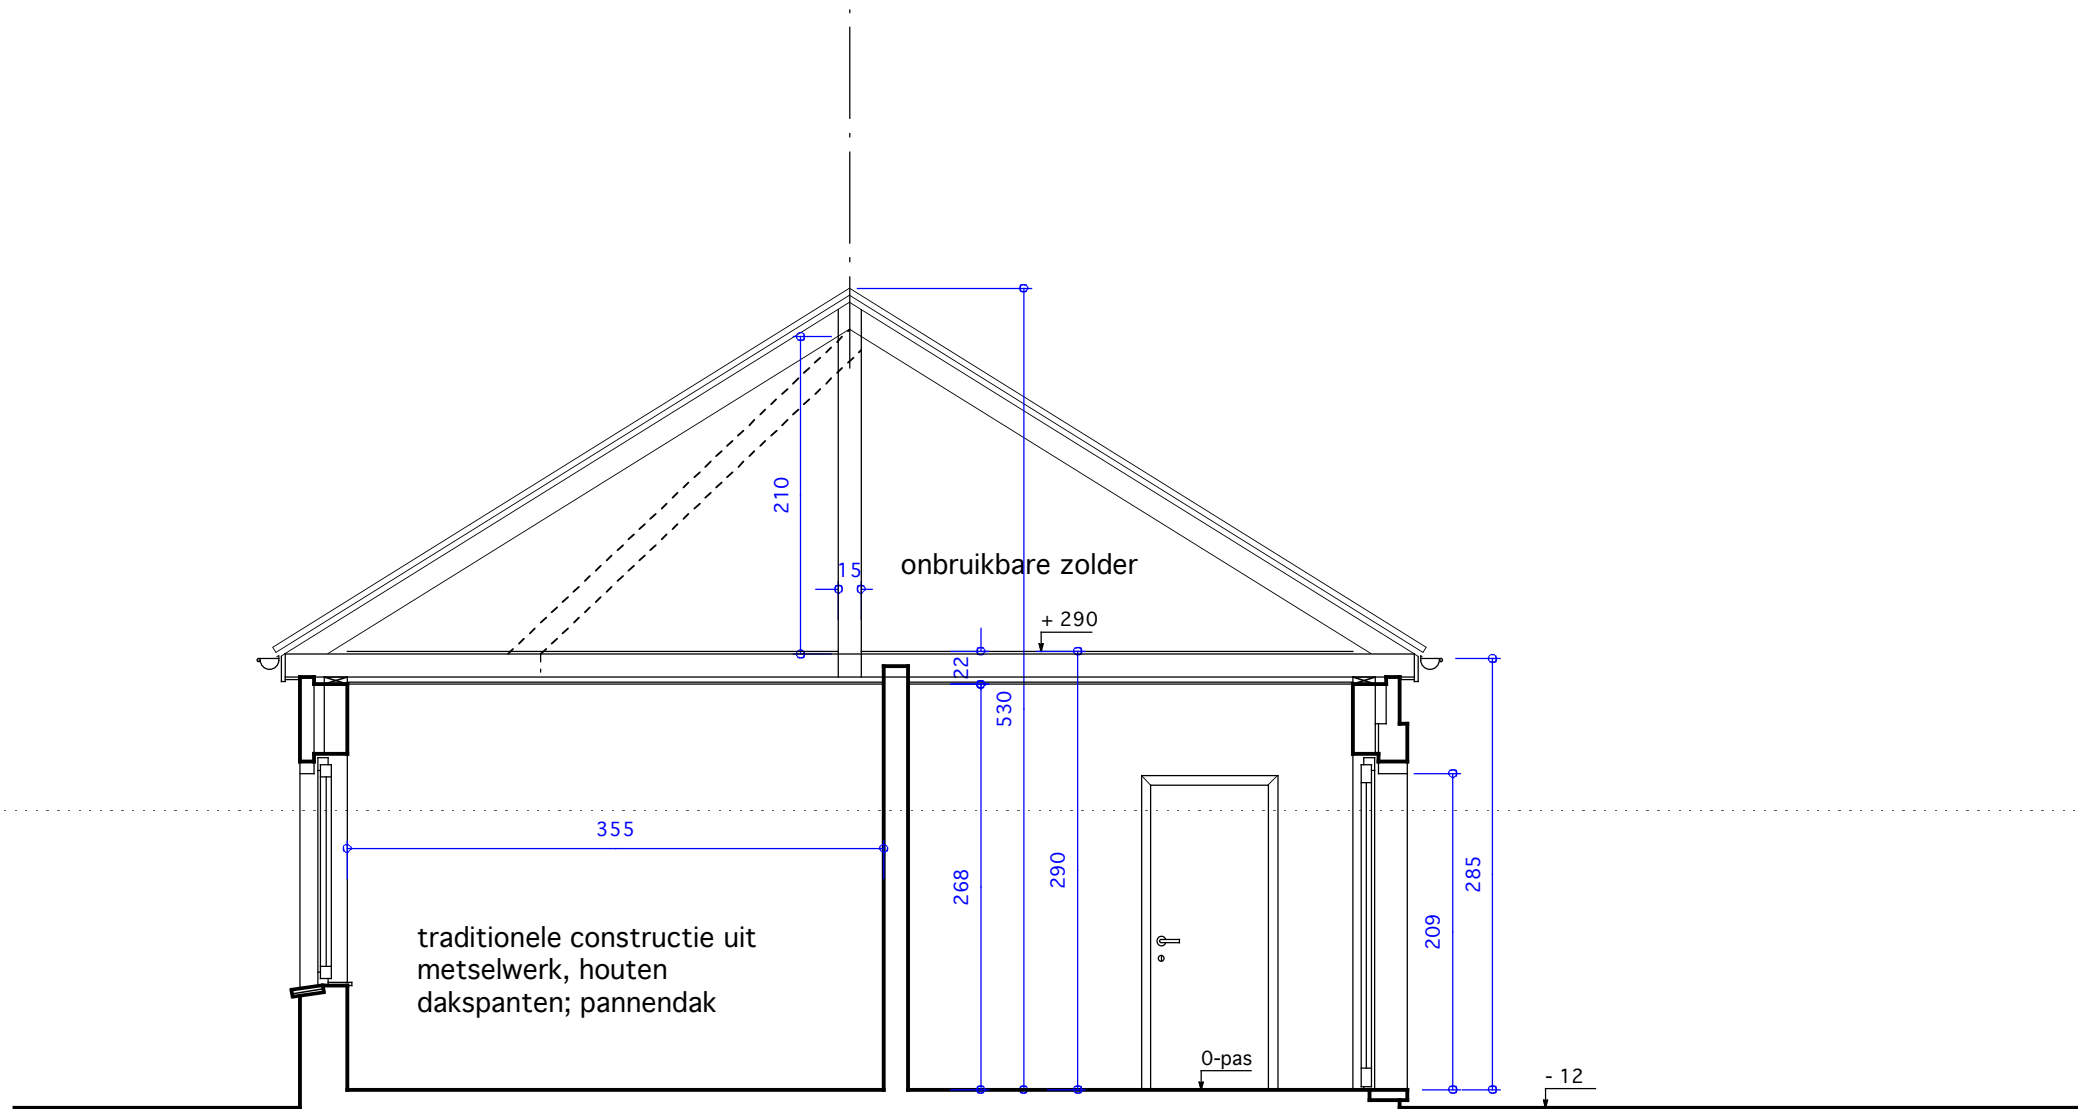 210
15
onbruikbare zolder
+ 290
22
530
355
268
290
285
209
traditionele constructie uit
metselwerk, houten
dakspanten; pannendak
0-pas
- 12